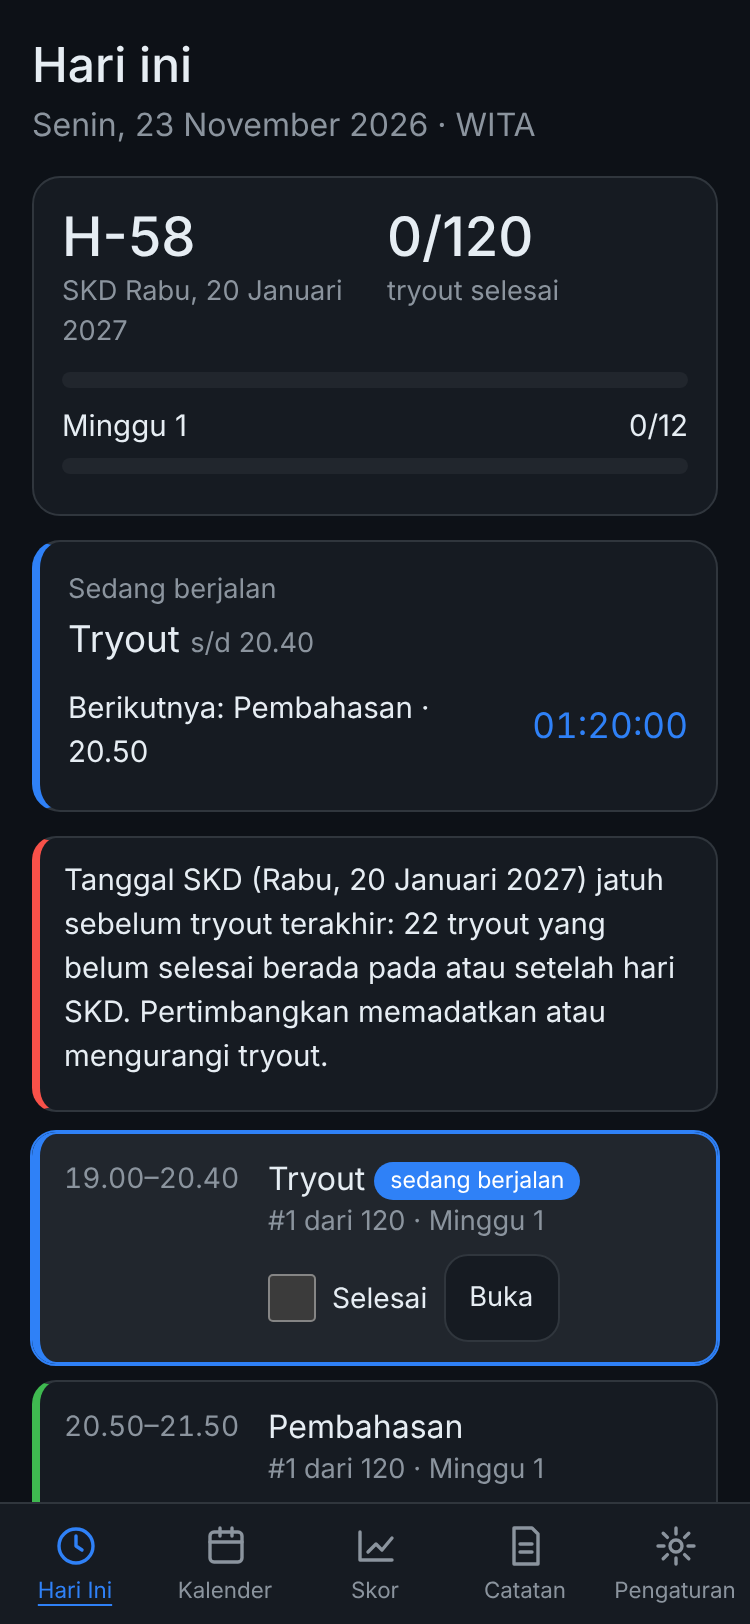 Hari ini
Senin, 23 November 2026 · WITA
H-58
SKD Rabu, 20 Januari
2027
0/120
tryout selesai
Minggu 1
0/12
Sedang berjalan
Tryout s/d 20.40
Berikutnya: Pembahasan ·
20.50
01:20:00
Tanggal SKD (Rabu, 20 Januari 2027) jatuh
sebelum tryout terakhir: 22 tryout yang
belum selesai berada pada atau setelah hari
SKD. Pertimbangkan memadatkan atau
mengurangi tryout.
19.00–20.40
Tryout sedang berjalan
#1 dari 120 · Minggu 1
Selesai
Buka
20.50–21.50
Pembahasan
#1 dari 120 · Minggu 1
Hari Ini
Kalender
Skor
Catatan
Pengaturan